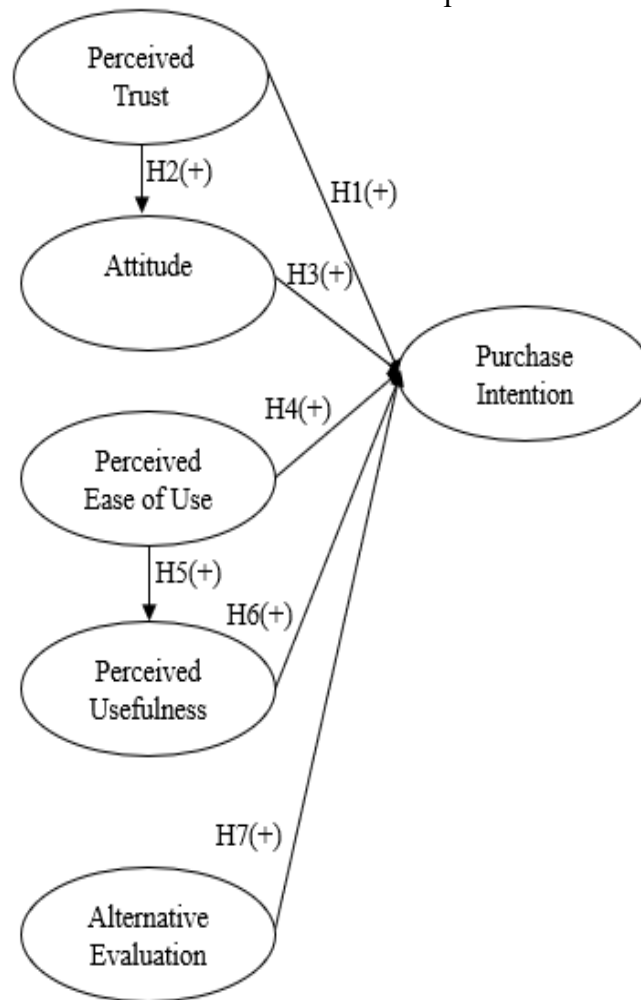 Perceived
Trust
H2(+)
H1(+)
Attitude
H3(+)
Purchase
Intention
H4(+)
Perceived
Ease of Use
H5(+)
H6(+)
Perceived
Usefulness
H7(+)
Alternative
Evaluation